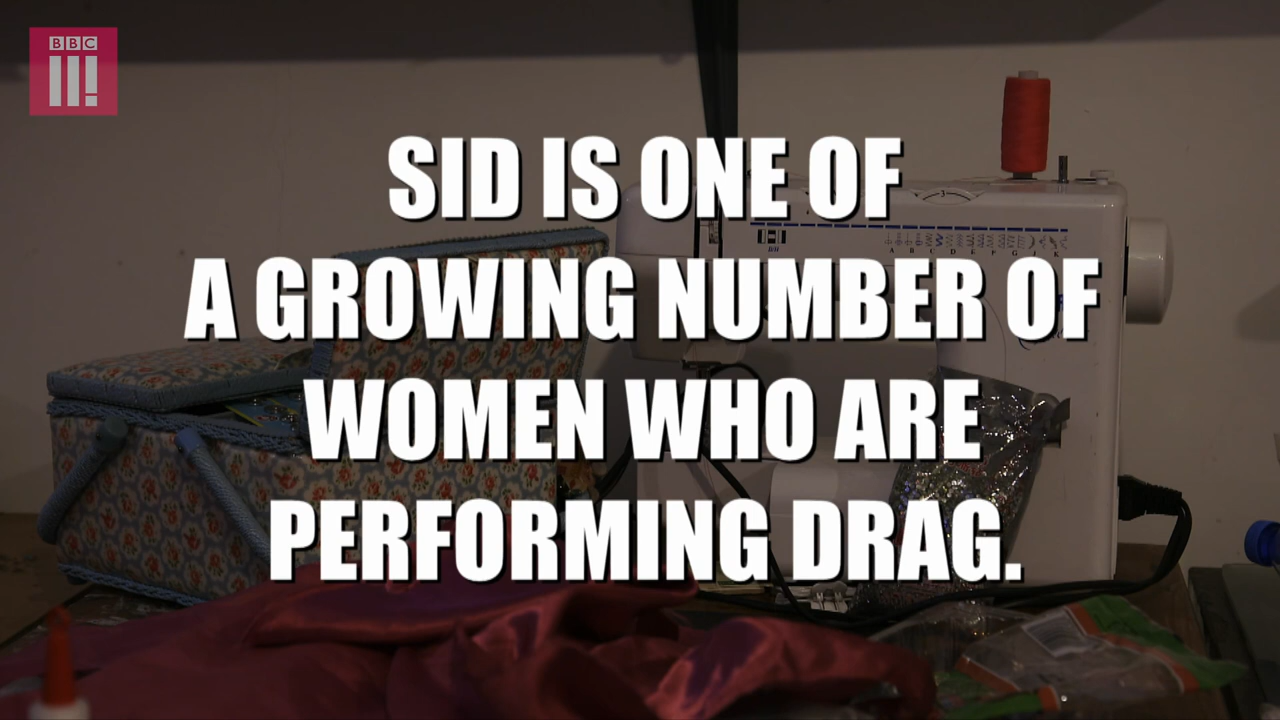 BBC
SID IS ONE OF
A GROWING NUMBER OF
WOMEN WHO ARE
PERFORMING DRAG.